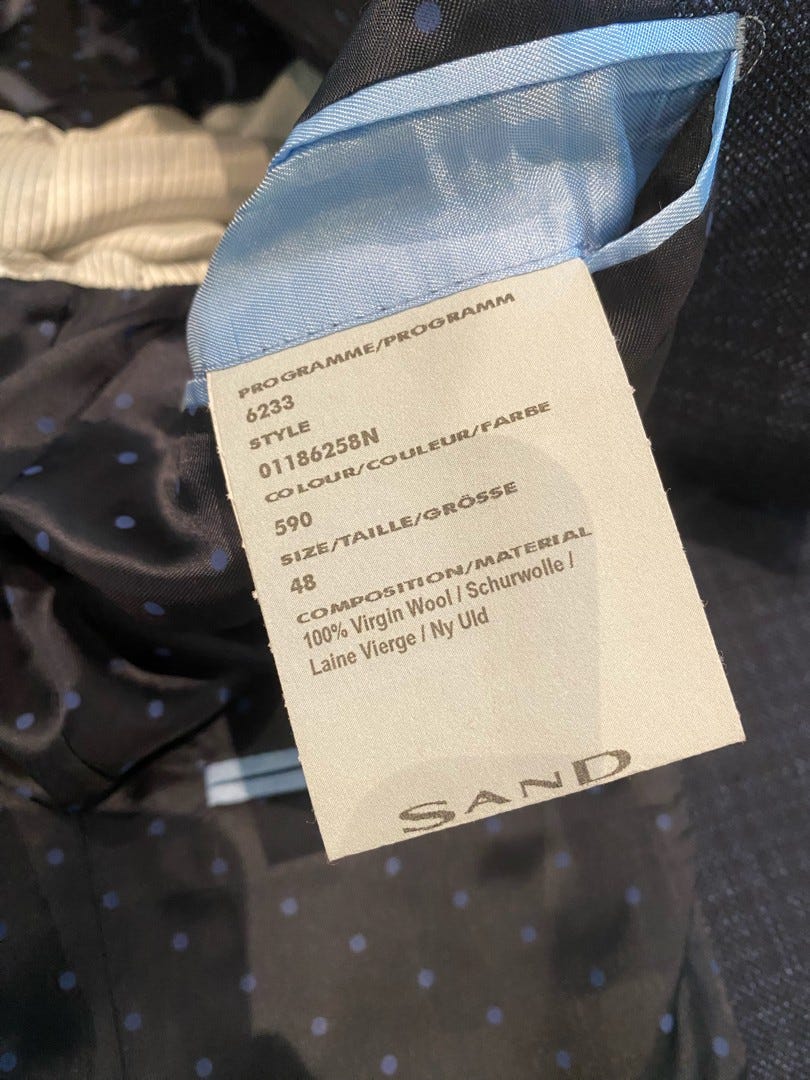 PROGRAMME/PROGRAMM
6233
STYLE
01186258N
COLOUR/COULEUR/FARBE
590
SIZE/TAILLE/GRÖSSE
48
COMPOSITION/MATERIAL
100% Virgin Wool / Schurwolle /
Laine Vierge / Ny Uld
SAND